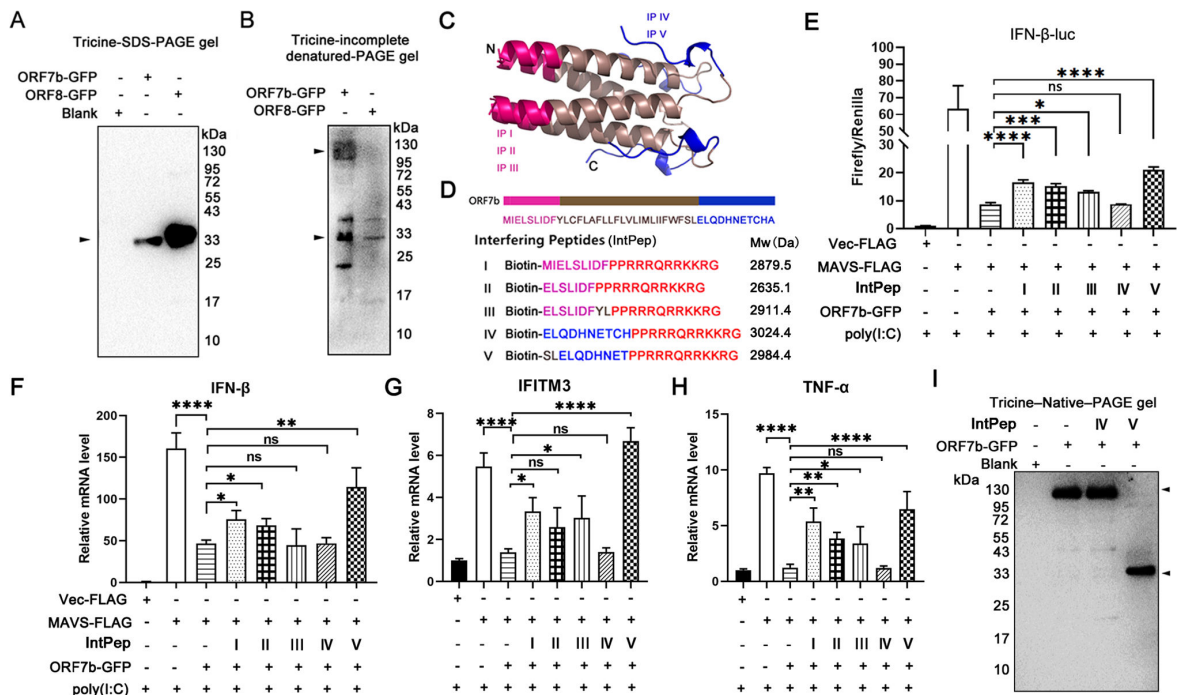 A
Tricine-SDS-PAGE gel
ORF7b-GFP - + -
ORF8-GFP - - +
Blank + - -
kDa
130
95
72
55
43
33
25
17
10
B
Tricine-incomplete
denatured-PAGE gel
ORF7b-GFP + -
ORF8-GFP - +
kDa
130
95
72
55
43
33
25
17
10
C
IP IV
IP V
N
IP I
IP II
IP III
C
D
ORF7b
MIELSLIDFYLCFLAFLLFLVLIMLIIFWFSLELQDHNETCHA
Interfering Peptides (IntPep) Mw (Da)
I Biotin-MIELSLIDFPPRRRQRRKKRG 2879.5
II Biotin-ELSLIDFPPRRRQRRKKRG 2635.1
III Biotin-ELSLIDFYLPPRRRQRRKKRG 2911.4
IV Biotin-ELQDHNETCHPPRRRQRRKKRG 3024.4
V Biotin-SLELQDHNETPPRRRQRRKKRG 2984.4
E
IFN-β-luc
Firefly/Renilla
80
60
40
30
20
10
0
****
ns
*
***
****
Vec-FLAG + - - - - - - -
MAVS-FLAG - + + + + + + +
IntPep - - - I II III IV V
ORF7b-GFP - - + + + + + +
poly(I:C) + + + + + + + +
F
IFN-β
Relative mRNA level
200
150
100
50
0
****
**
ns
ns
*
*
Vec-FLAG + - - - - - - -
MAVS-FLAG - + + + + + + +
IntPep - - - I II III IV V
ORF7b-GFP - - + + + + + +
poly(I:C) + + + + + + + +
G
IFITM3
Relative mRNA level
8
6
4
2
0
****
****
ns
*
ns
*
+ - - - - - - -
- + + + + + + +
- - - I II III IV V
- - + + + + + +
+ + + + + + + +
H
TNF-α
Relative mRNA level
15
10
5
0
****
****
ns
*
**
**
+ - - - - - - -
- + + + + + + +
- - - I II III IV V
- - + + + + + +
+ + + + + + + +
I
Tricine–Native–PAGE gel
IntPep - - IV V
ORF7b-GFP - + + +
Blank + - - -
kDa
130
95
72
55
43
33
25
17
10